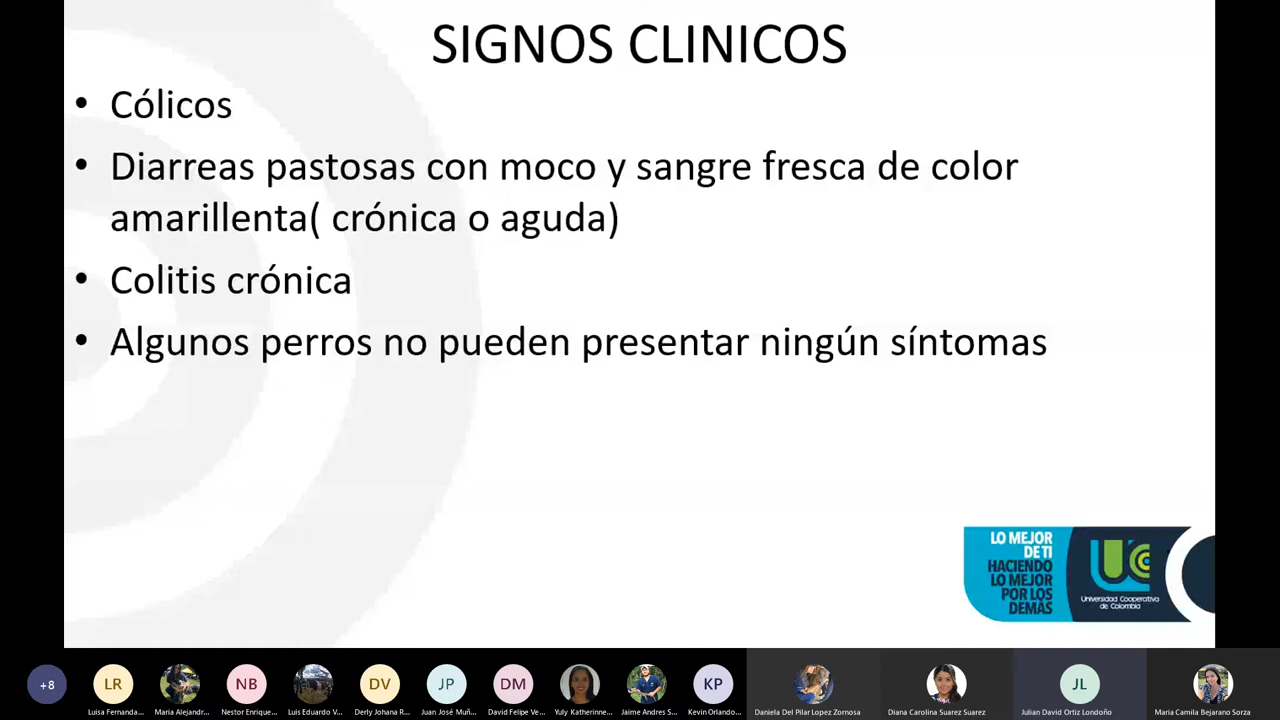 SIGNOS CLINICOS
• Cólicos
• Diarreas pastosas con moco y sangre fresca de color
amarillenta( crónica o aguda)
• Colitis crónica
• Algunos perros no pueden presentar ningún síntomas
LO MEJOR
DE TI
HACIENDO
LO MEJOR
POR LOS
DEMÁS
Universidad Cooperativa
de Colombia
+8
LR
NB
DV
JP
DM
KP
JL
Luisa Fernanda...
Maria Alejandr...
Nestor Enrique...
Luis Eduardo V...
Derly Johana R...
Juan José Muñ...
David Felipe Ve...
Yuly Katherinne...
Jaime Andres S...
Kevin Orlando...
Daniela Del Pilar Lopez Zornosa
Diana Carolina Suarez Suarez
Julian David Ortiz Londoño
Maria Camila Bejarano Sorza